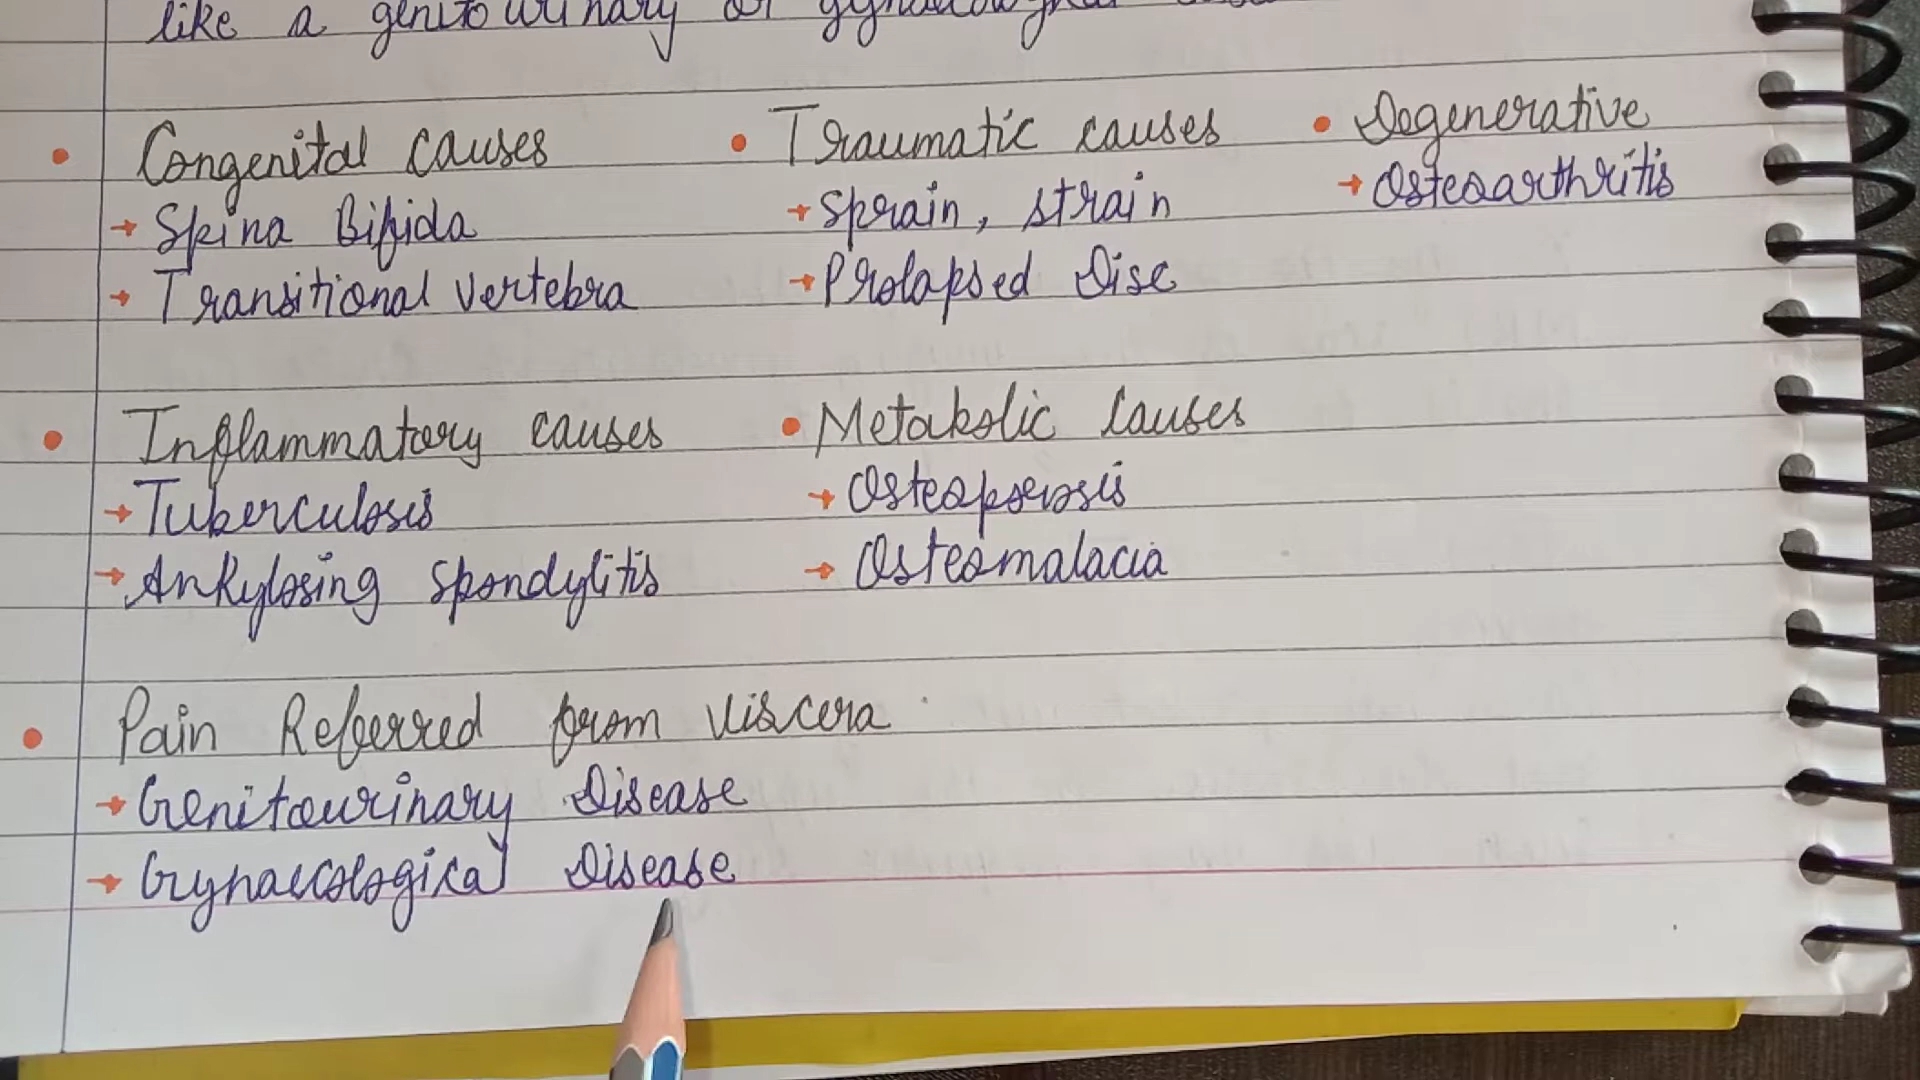 like a genitourinary or gynaecological
• Congenital causes
→ Spina Bifida
→ Transitional vertebra
• Traumatic causes
→ Sprain, strain
→ Prolapsed Disc
• Degenerative
→ Osteoarthritis
• Inflammatory causes
→ Tuberculosis
→ Ankylosing Spondylitis
• Metabolic causes
→ Osteoporosis
→ Osteomalacia
• Pain Referred from viscera
→ Genitourinary Disease
→ Gynaecological Disease